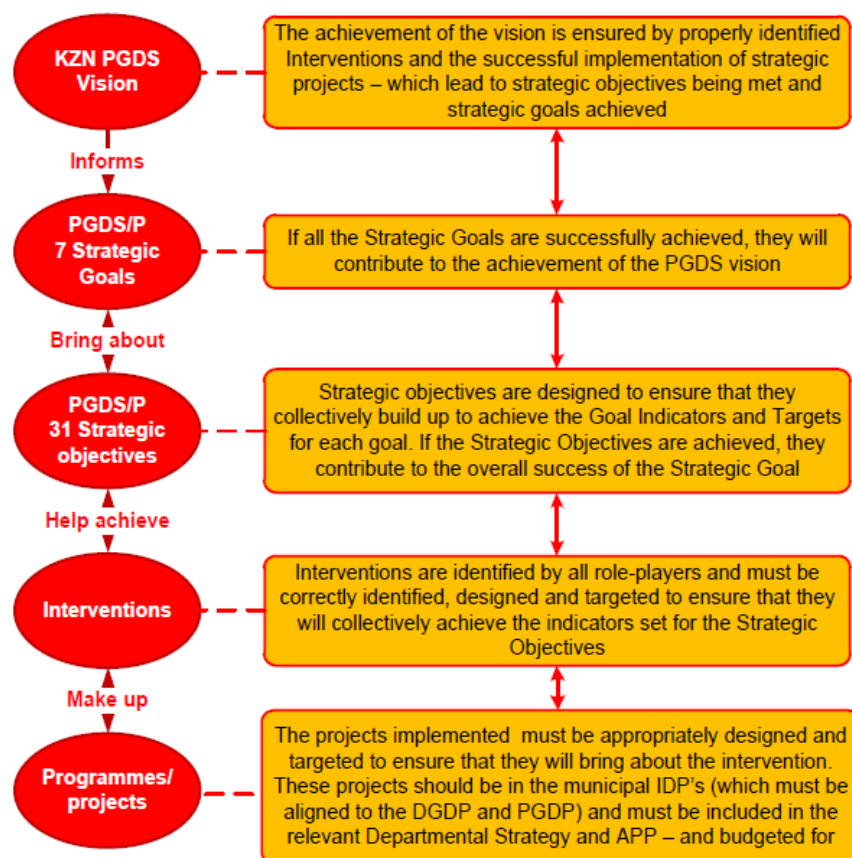 KZN PGDS
Vision
The achievement of the vision is ensured by properly identified
Interventions and the successful implementation of strategic
projects – which lead to strategic objectives being met and
strategic goals achieved
Informs
PGDS/P
7 Strategic
Goals
If all the Strategic Goals are successfully achieved, they will
contribute to the achievement of the PGDS vision
Bring about
PGDS/P
31 Strategic
objectives
Strategic objectives are designed to ensure that they
collectively build up to achieve the Goal Indicators and Targets
for each goal. If the Strategic Objectives are achieved, they
contribute to the overall success of the Strategic Goal
Help achieve
Interventions
Interventions are identified by all role-players and must be
correctly identified, designed and targeted to ensure that they
will collectively achieve the indicators set for the Strategic
Objectives
Make up
Programmes/
projects
The projects implemented must be appropriately designed and
targeted to ensure that they will bring about the intervention.
These projects should be in the municipal IDP's (which must be
aligned to the DGDP and PGDP) and must be included in the
relevant Departmental Strategy and APP – and budgeted for